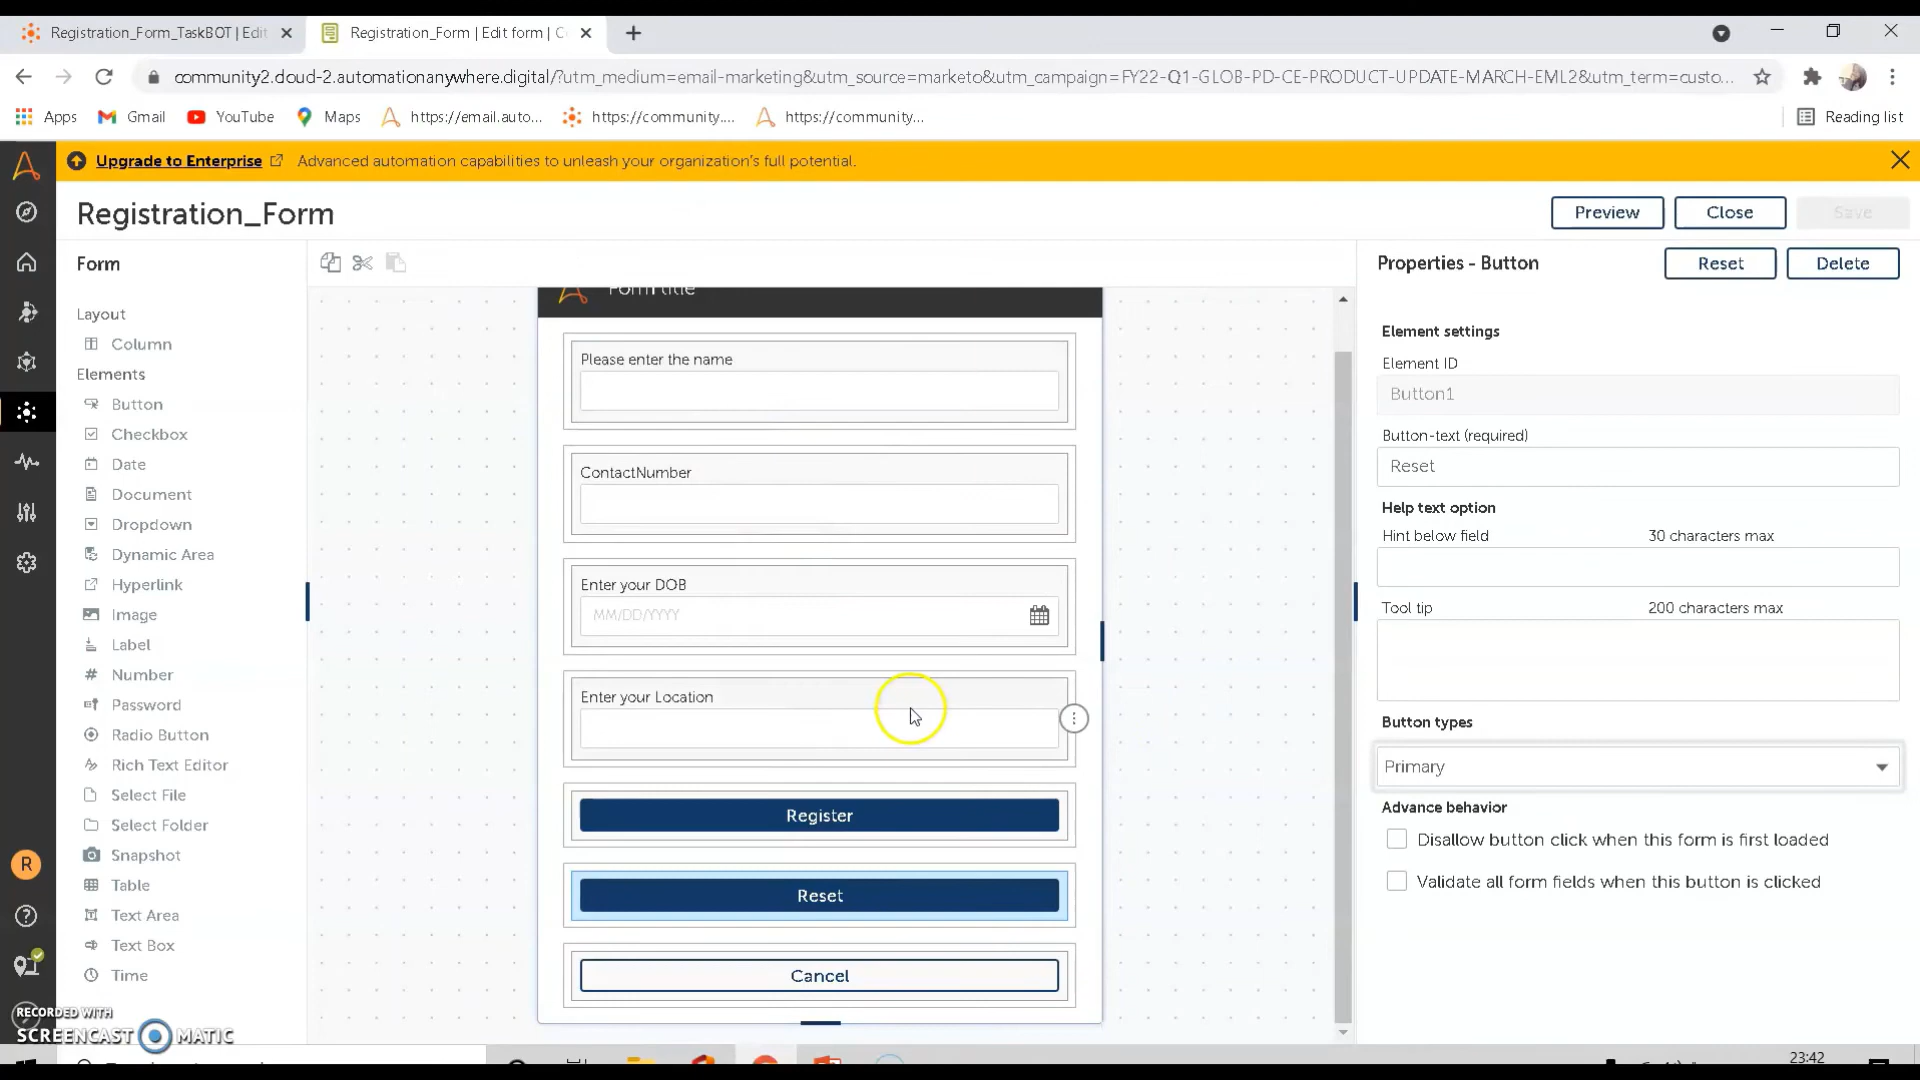 Registration_Form_TaskBOT | Edit
Registration_Form | Edit form | C
community2.cloud-2.automationanywhere.digital/?utm_medium=email-marketing&utm_source=marketo&utm_campaign=FY22-Q1-GLOB-PD-CE-PRODUCT-UPDATE-MARCH-EML2&utm_term=custo...
Apps
Gmail
YouTube
Maps
https://email.auto...
https://community....
https://community...
Reading list
Upgrade to Enterprise
Advanced automation capabilities to unleash your organization's full potential.
Registration_Form
Preview
Close
Save
Form
Layout
Column
Elements
Button
Checkbox
Date
Document
Dropdown
Dynamic Area
Hyperlink
Image
Label
Number
Password
Radio Button
Rich Text Editor
Select File
Select Folder
Snapshot
Table
Text Area
Text Box
Time
Form title
Please enter the name
ContactNumber
Enter your DOB
MM/DD/YYYY
Enter your Location
Register
Reset
Cancel
Properties - Button
Reset
Delete
Element settings
Element ID
Button1
Button-text (required)
Reset
Help text option
Hint below field
30 characters max
Tool tip
200 characters max
Button types
Primary
Advance behavior
Disallow button click when this form is first loaded
Validate all form fields when this button is clicked
R
RECORDED WITH
SCREENCAST MATIC
23:42